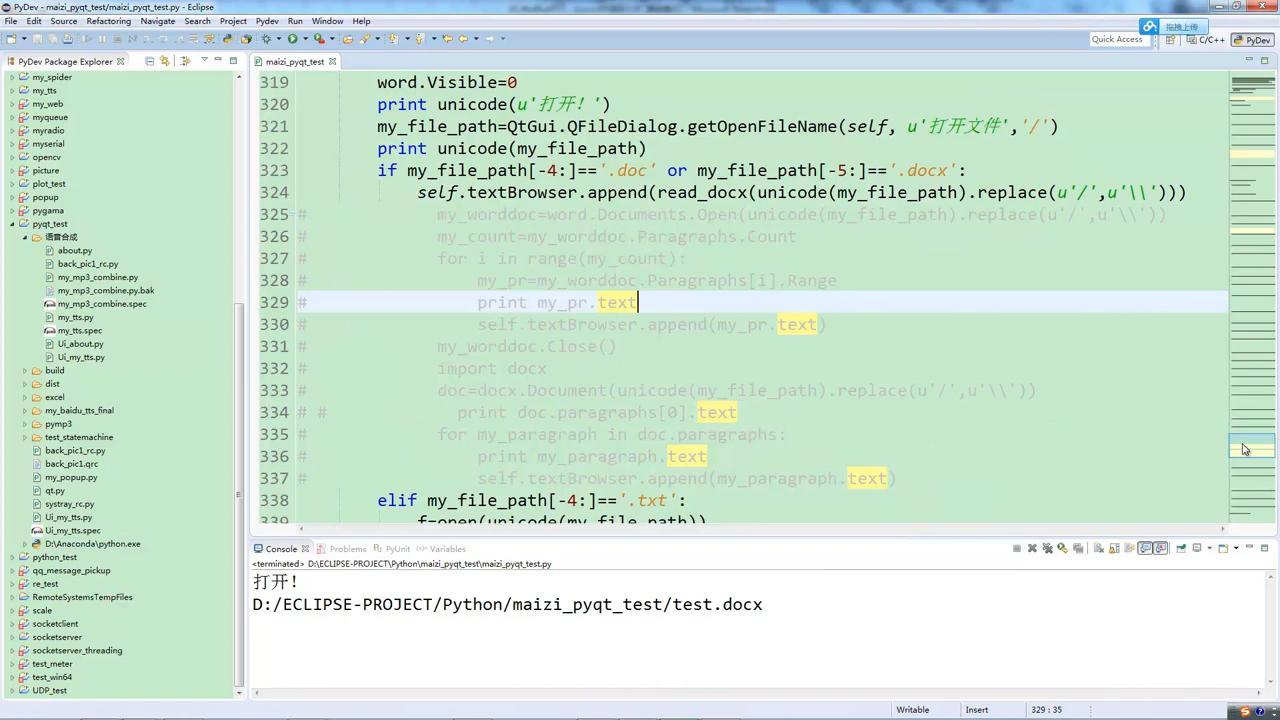 PyDev - maizi_pyqt_test/maizi_pyqt_test.py - Eclipse
File Edit Source Refactoring Navigate Search Project Pydev Run Window Help
拖拽上传
Quick Access
C/C++
PyDev
PyDev Package Explorer
my_spider
my_tts
my_web
myqueue
myradio
myserial
opencv
picture
plot_test
popup
pygama
pyqt_test
语音合成
about.py
back_pic1_rc.py
my_mp3_combine.py
my_mp3_combine.py.bak
my_mp3_combine.spec
my_tts.py
my_tts.spec
Ui_about.py
Ui_my_tts.py
build
dist
excel
my_baidu_tts_final
pymp3
test_statemachine
back_pic1_rc.py
back_pic1.qrc
my_popup.py
qt.py
systray_rc.py
Ui_my_tts.py
Ui_my_tts.spec
D:\Anaconda\python.exe
python_test
qq_message_pickup
re_test
RemoteSystemsTempFiles
scale
socketclient
socketserver
socketserver_threading
test_meter
test_win64
UDP_test
maizi_pyqt_test
319 word.Visible=0
320 print unicode(u'打开! ')
321 my_file_path=QtGui.QFileDialog.getOpenFileName(self, u'打开文件','/')
322 print unicode(my_file_path)
323 if my_file_path[-4:]=='.doc' or my_file_path[-5:]=='.docx':
324 self.textBrowser.append(read_docx(unicode(my_file_path).replace(u'/',u'\\')))
325 # my_worddoc=word.Documents.Open(unicode(my_file_path).replace(u'/',u'\\'))
326 # my_count=my_worddoc.Paragraphs.Count
327 # for i in range(my_count):
328 # my_pr=my_worddoc.Paragraphs[i].Range
329 # print my_pr.text
330 # self.textBrowser.append(my_pr.text)
331 # my_worddoc.Close()
332 # import docx
333 # doc=docx.Document(unicode(my_file_path).replace(u'/',u'\\'))
334 # # print doc.paragraphs[0].text
335 # for my_paragraph in doc.paragraphs:
336 # print my_paragraph.text
337 # self.textBrowser.append(my_paragraph.text)
338 elif my_file_path[-4:]=='.txt':
339 f=open(unicode(my_file_path))
Console Problems PyUnit Variables
<terminated> D:\ECLIPSE-PROJECT\Python\maizi_pyqt_test\maizi_pyqt_test.py
打开!
D:/ECLIPSE-PROJECT/Python/maizi_pyqt_test/test.docx
Writable Insert 329 : 35